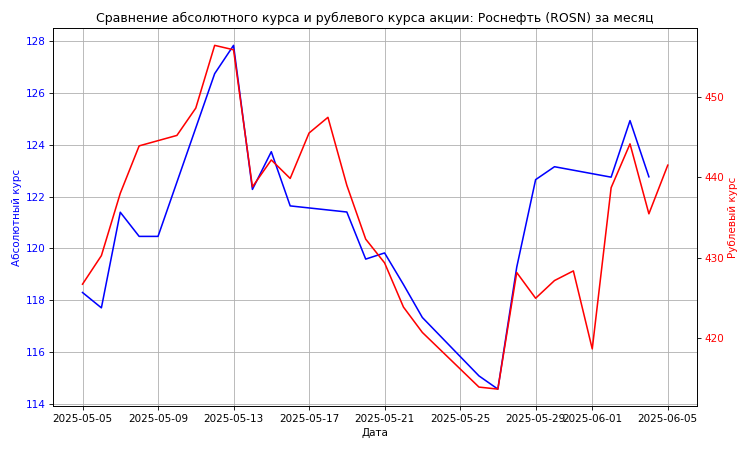 Сравнение абсолютного курса и рублевого курса акции: Роснефть (ROSN) за месяц
128
126
124
122
120
118
116
114
Абсолютный курс
450
440
430
420
Рублевый курс
2025-05-05 2025-05-09 2025-05-13 2025-05-17 2025-05-21 2025-05-25 2025-05-29 2025-06-01 2025-06-05
Дата